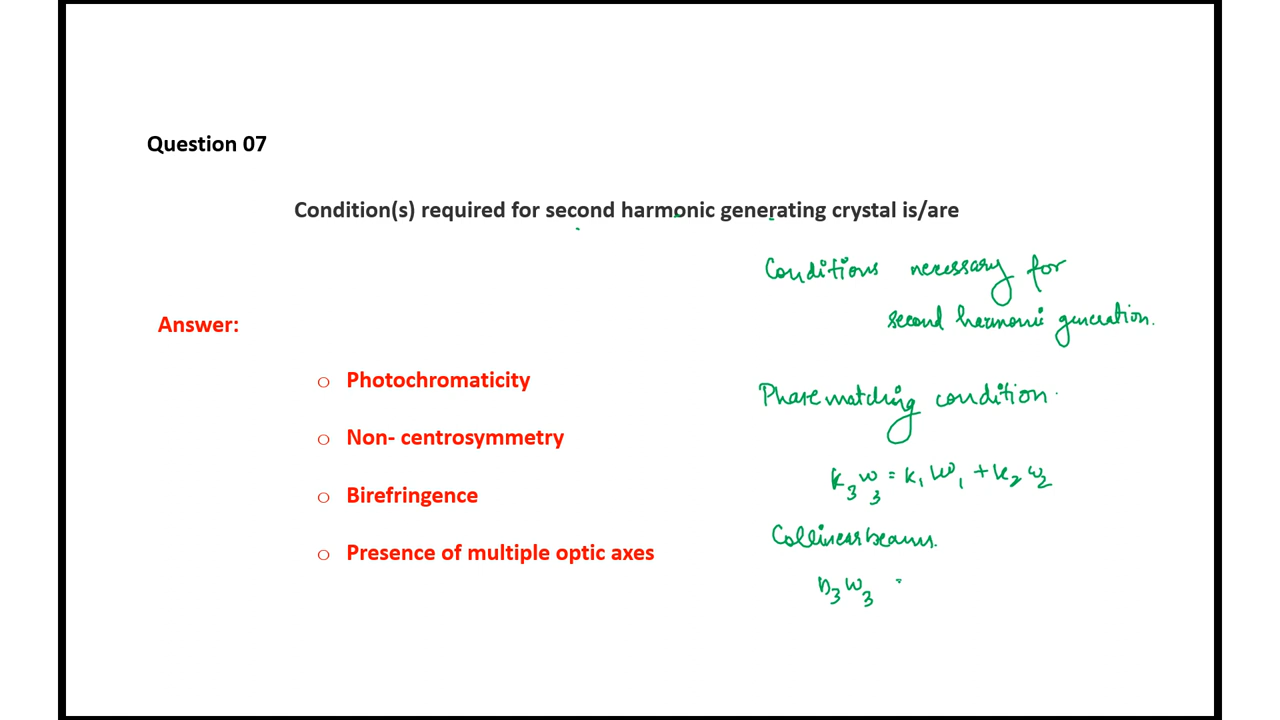 Question 07
Condition(s) required for second harmonic generating crystal is/are
Conditions necessary for
second harmonic generation.
Answer:
Photochromaticity
Phase matching condition.
Non- centrosymmetry
k₃ω₃ = k₁ω₁ + k₂ω₂
Birefringence
Collinear beams.
Presence of multiple optic axes
n₃ω₃